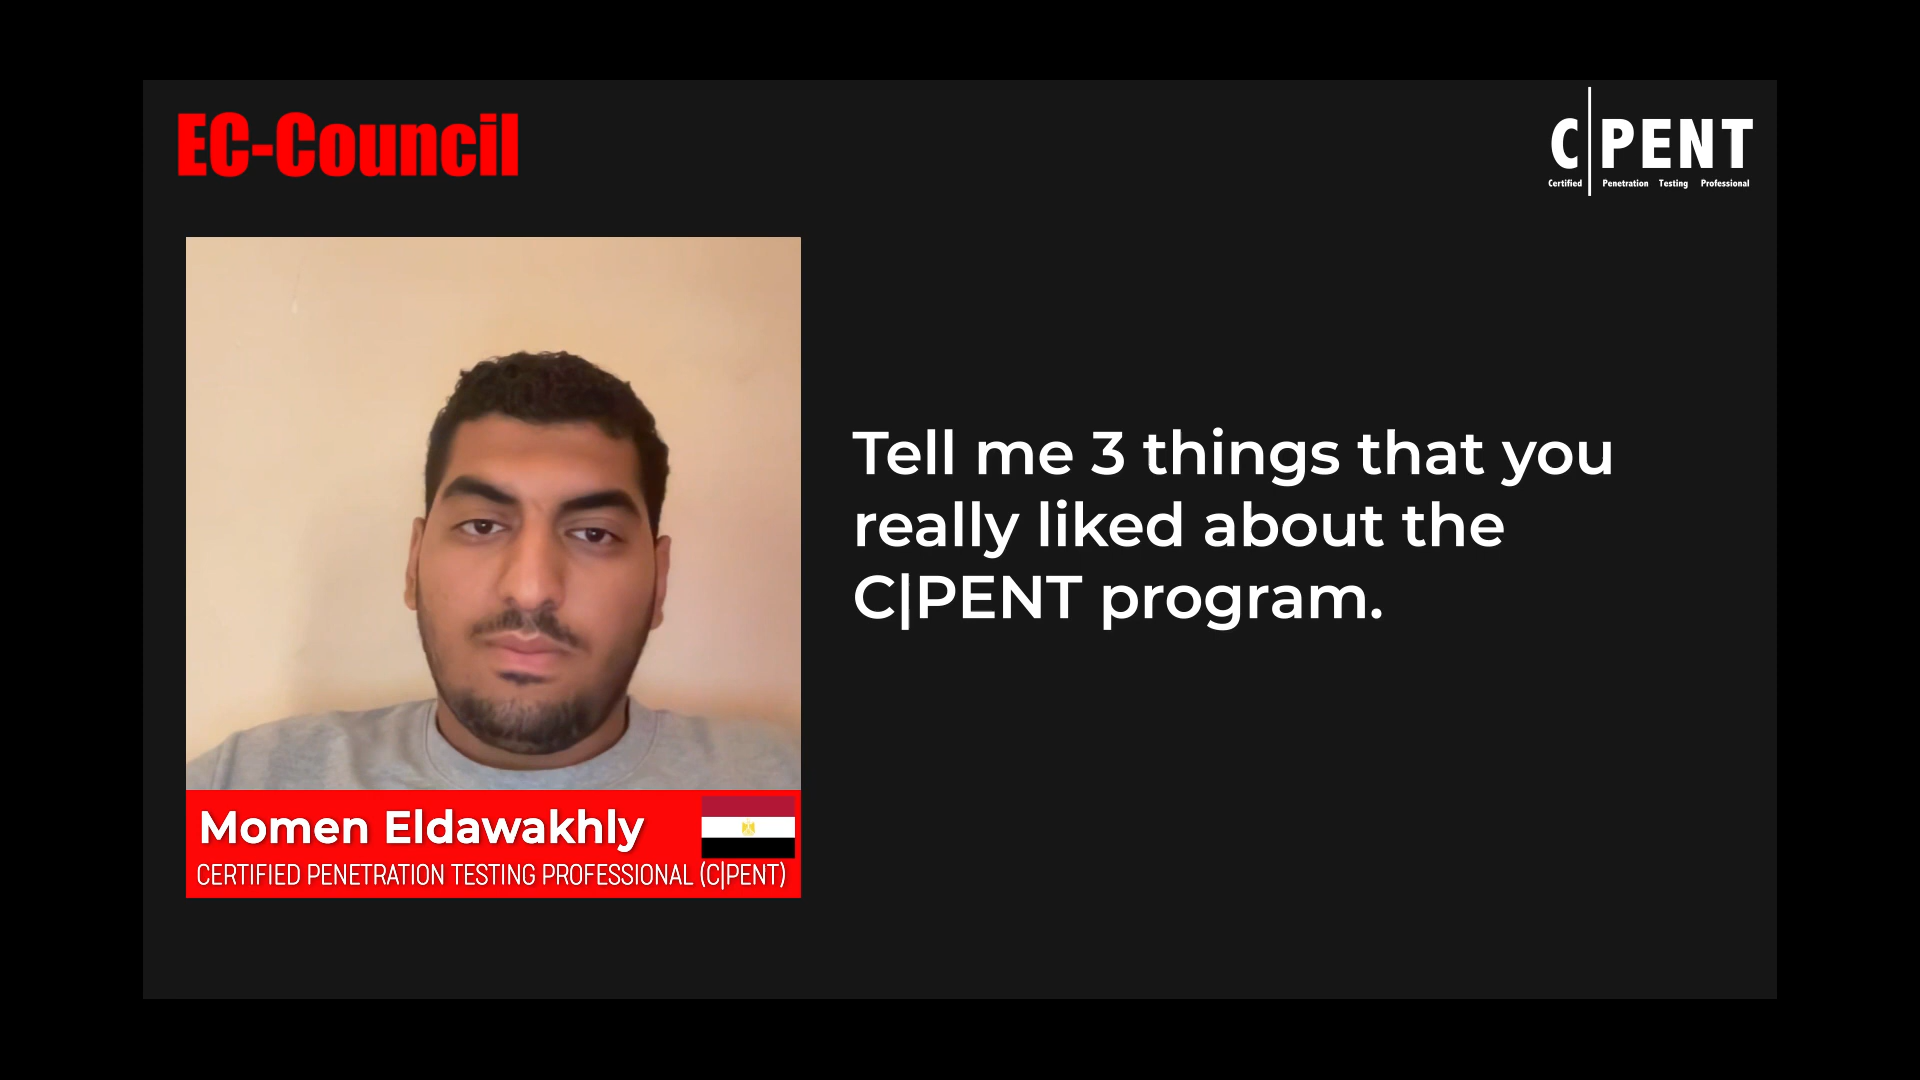 EC-Council
C|PENT
Certified Penetration Testing Professional
Tell me 3 things that you
really liked about the
C|PENT program.
Momen Eldawakhly
CERTIFIED PENETRATION TESTING PROFESSIONAL (C|PENT)